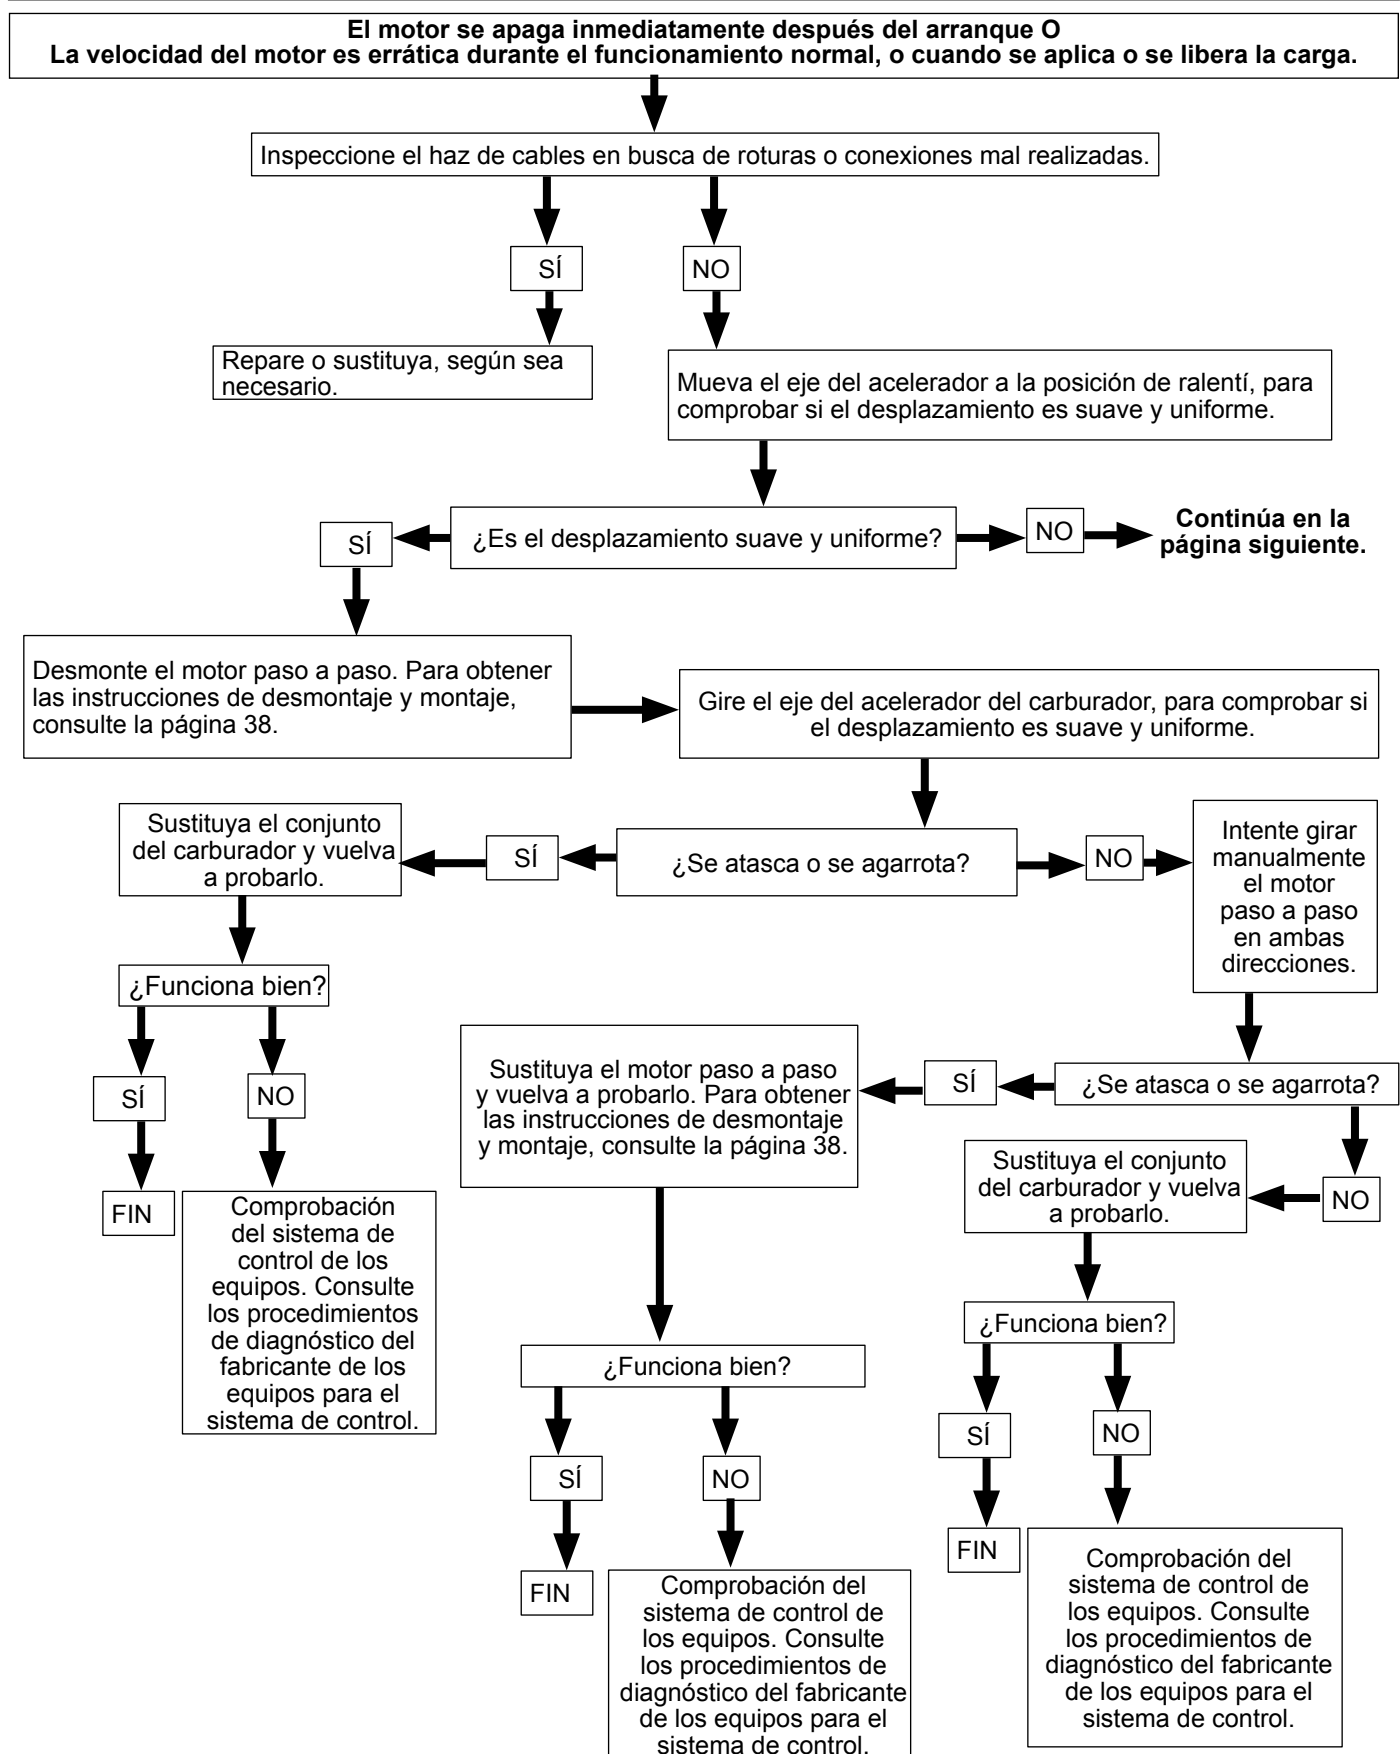 El motor se apaga inmediatamente después del arranque O
La velocidad del motor es errática durante el funcionamiento normal, o cuando se aplica o se libera la carga.
Inspeccione el haz de cables en busca de roturas o conexiones mal realizadas.
SÍ
NO
Repare o sustituya, según sea
necesario.
Mueva el eje del acelerador a la posición de ralentí, para
comprobar si el desplazamiento es suave y uniforme.
SÍ
¿Es el desplazamiento suave y uniforme?
NO
Continúa en la
página siguiente.
Desmonte el motor paso a paso. Para obtener
las instrucciones de desmontaje y montaje,
consulte la página 38.
Gire el eje del acelerador del carburador, para comprobar si
el desplazamiento es suave y uniforme.
Sustituya el conjunto
del carburador y vuelva
a probarlo.
SÍ
¿Se atasca o se agarrota?
NO
Intente girar
manualmente
el motor
paso a paso
en ambas
direcciones.
¿Funciona bien?
SÍ
NO
FIN
Comprobación
del sistema de
control de los
equipos. Consulte
los procedimientos
de diagnóstico del
fabricante de los
equipos para el
sistema de control.
Sustituya el motor paso a paso
y vuelva a probarlo. Para obtener
las instrucciones de desmontaje
y montaje, consulte la página 38.
SÍ
¿Se atasca o se agarrota?
Sustituya el conjunto
del carburador y vuelva
a probarlo.
NO
¿Funciona bien?
SÍ
NO
FIN
Comprobación del
sistema de control de
los equipos. Consulte
los procedimientos de
diagnóstico del fabricante
de los equipos para el
sistema de control.
¿Funciona bien?
SÍ
NO
FIN
Comprobación del
sistema de control de
los equipos. Consulte
los procedimientos de
diagnóstico del fabricante
de los equipos para el
sistema de control.